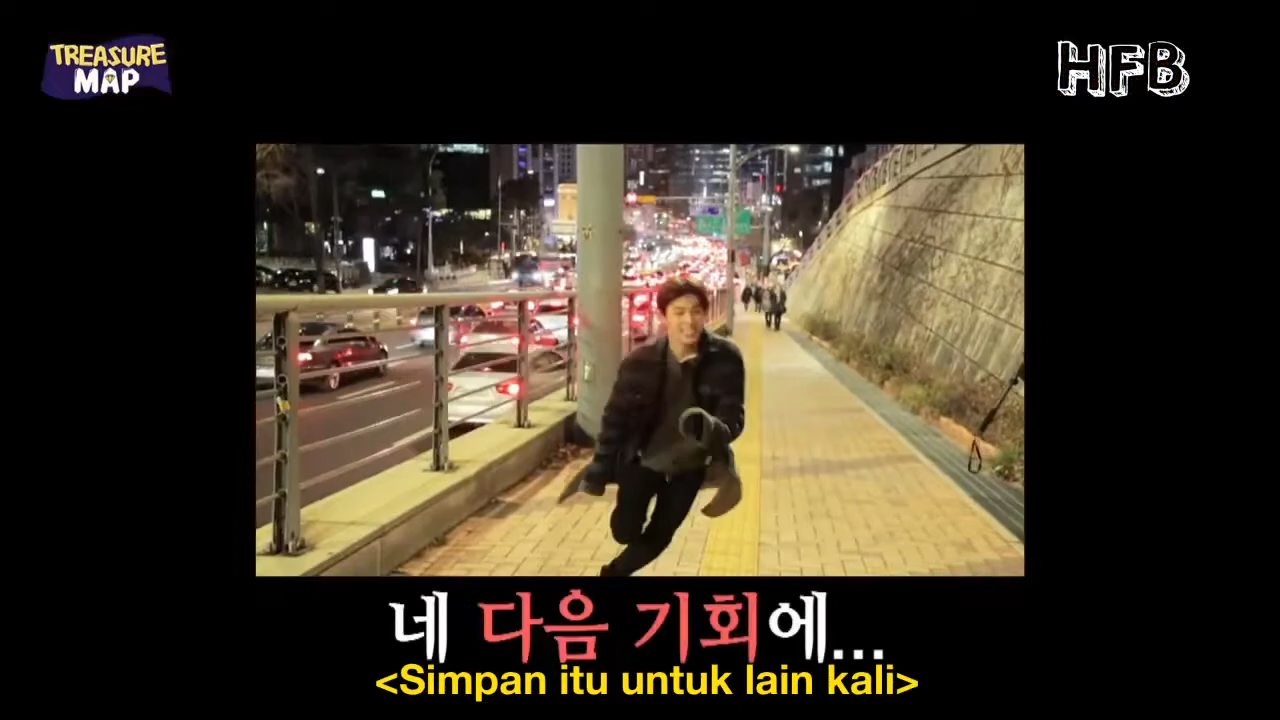 TREASURE
MAP
HFB
네 다음 기회에...
<Simpan itu untuk lain kali>